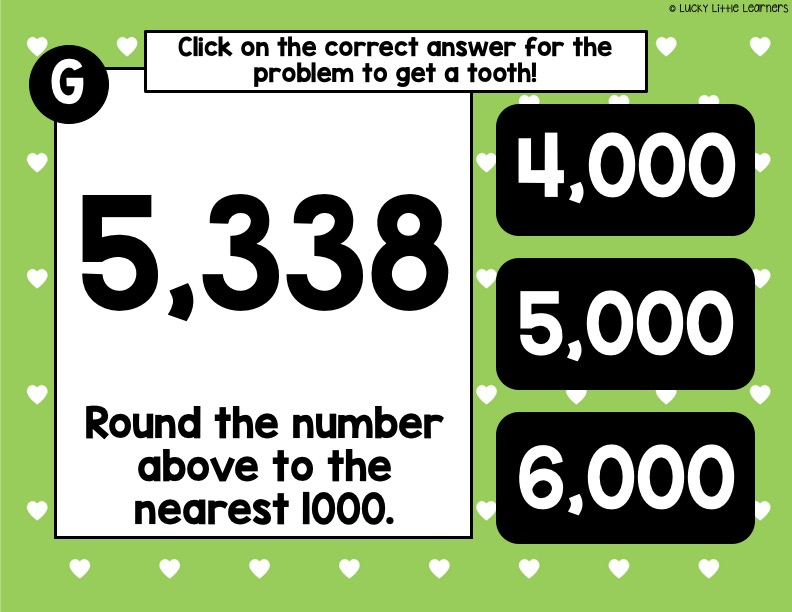 © Lucky Little Learners
Click on the correct answer for the
problem to get a tooth!
G
5,338
Round the number
above to the
nearest 1000.
4,000
5,000
6,000